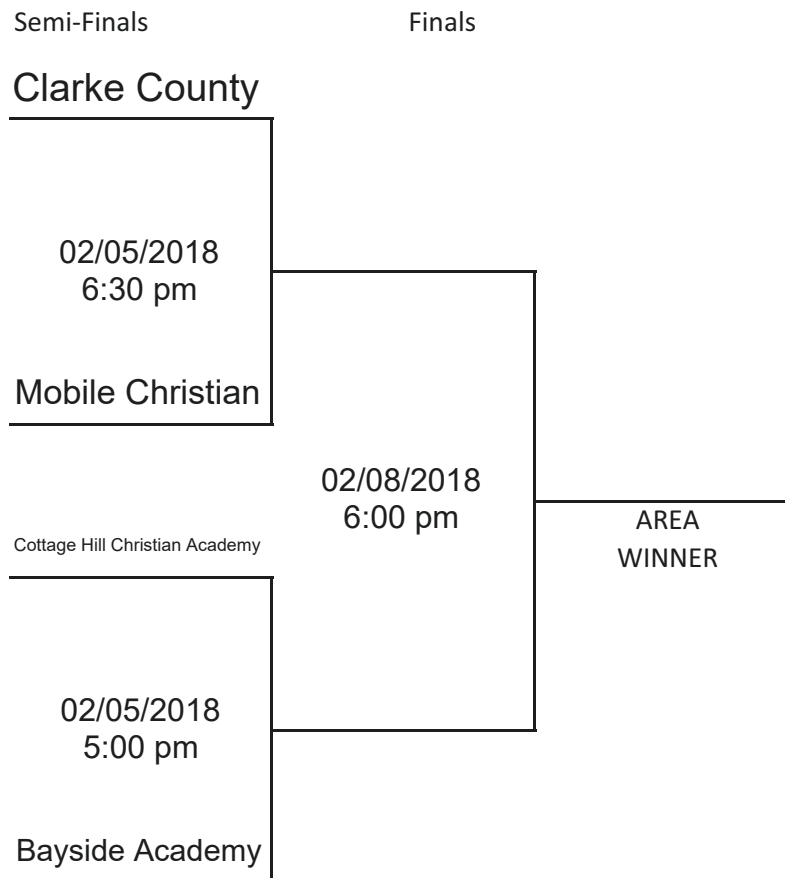 Semi-Finals
Finals
Clarke County
02/05/2018
6:30 pm
Mobile Christian
02/08/2018
6:00 pm
AREA
WINNER
Cottage Hill Christian Academy
02/05/2018
5:00 pm
Bayside Academy